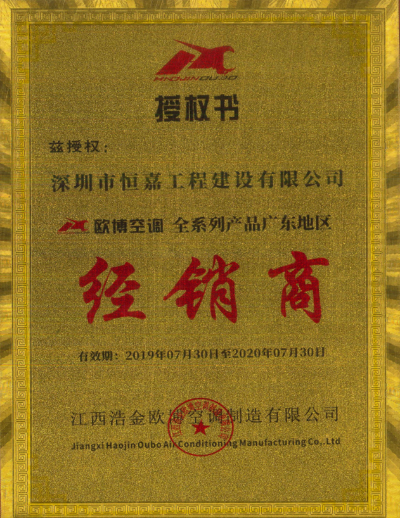 HAOJINOUBO
授权书
兹授权：
深圳市恒嘉工程建设有限公司
欧博空调 全系列产品广东地区
经销商
有效期：2019年07月30日至2020年07月30日
江西浩金欧博空调制造有限公司
Jiangxi Haojin Oubo Air Conditioning Manufacturing Co.,Ltd